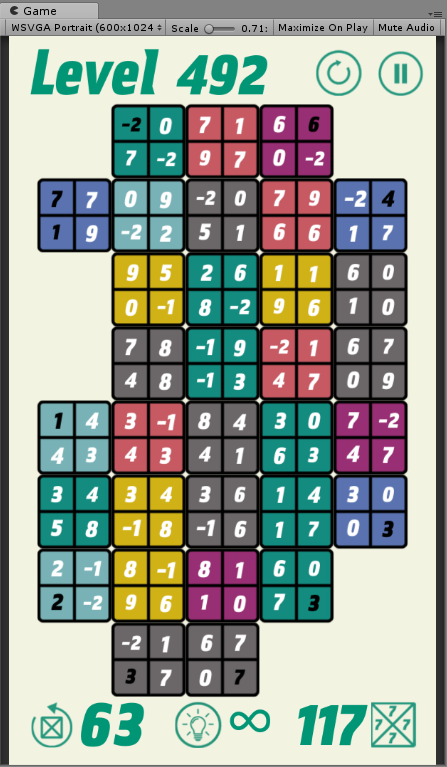 Game
WSVGA Portrait (600x1024 Scale 0.71: Maximize On Play Mute Audio
Level 492
-2 0 7 1 6 6
7 -2 9 7 0 -2
7 7 0 9 -2 0 7 9 -2 4
1 9 -2 2 5 1 6 6 1 7
9 5 2 6 1 1 6 0
0 -1 8 -2 9 6 1 0
7 8 -1 9 -2 1 6 7
4 8 -1 3 4 7 0 9
1 4 3 -1 8 4 3 0 7 -2
4 3 4 3 4 1 6 3 4 7
3 4 3 4 3 6 1 4 3 0
5 8 -1 8 -1 6 1 7 0 3
2 -1 8 -1 8 1 6 0
2 -2 9 6 1 0 7 3
-2 1 6 7
3 7 0 7
63 ∞ 117 7 7 7 7